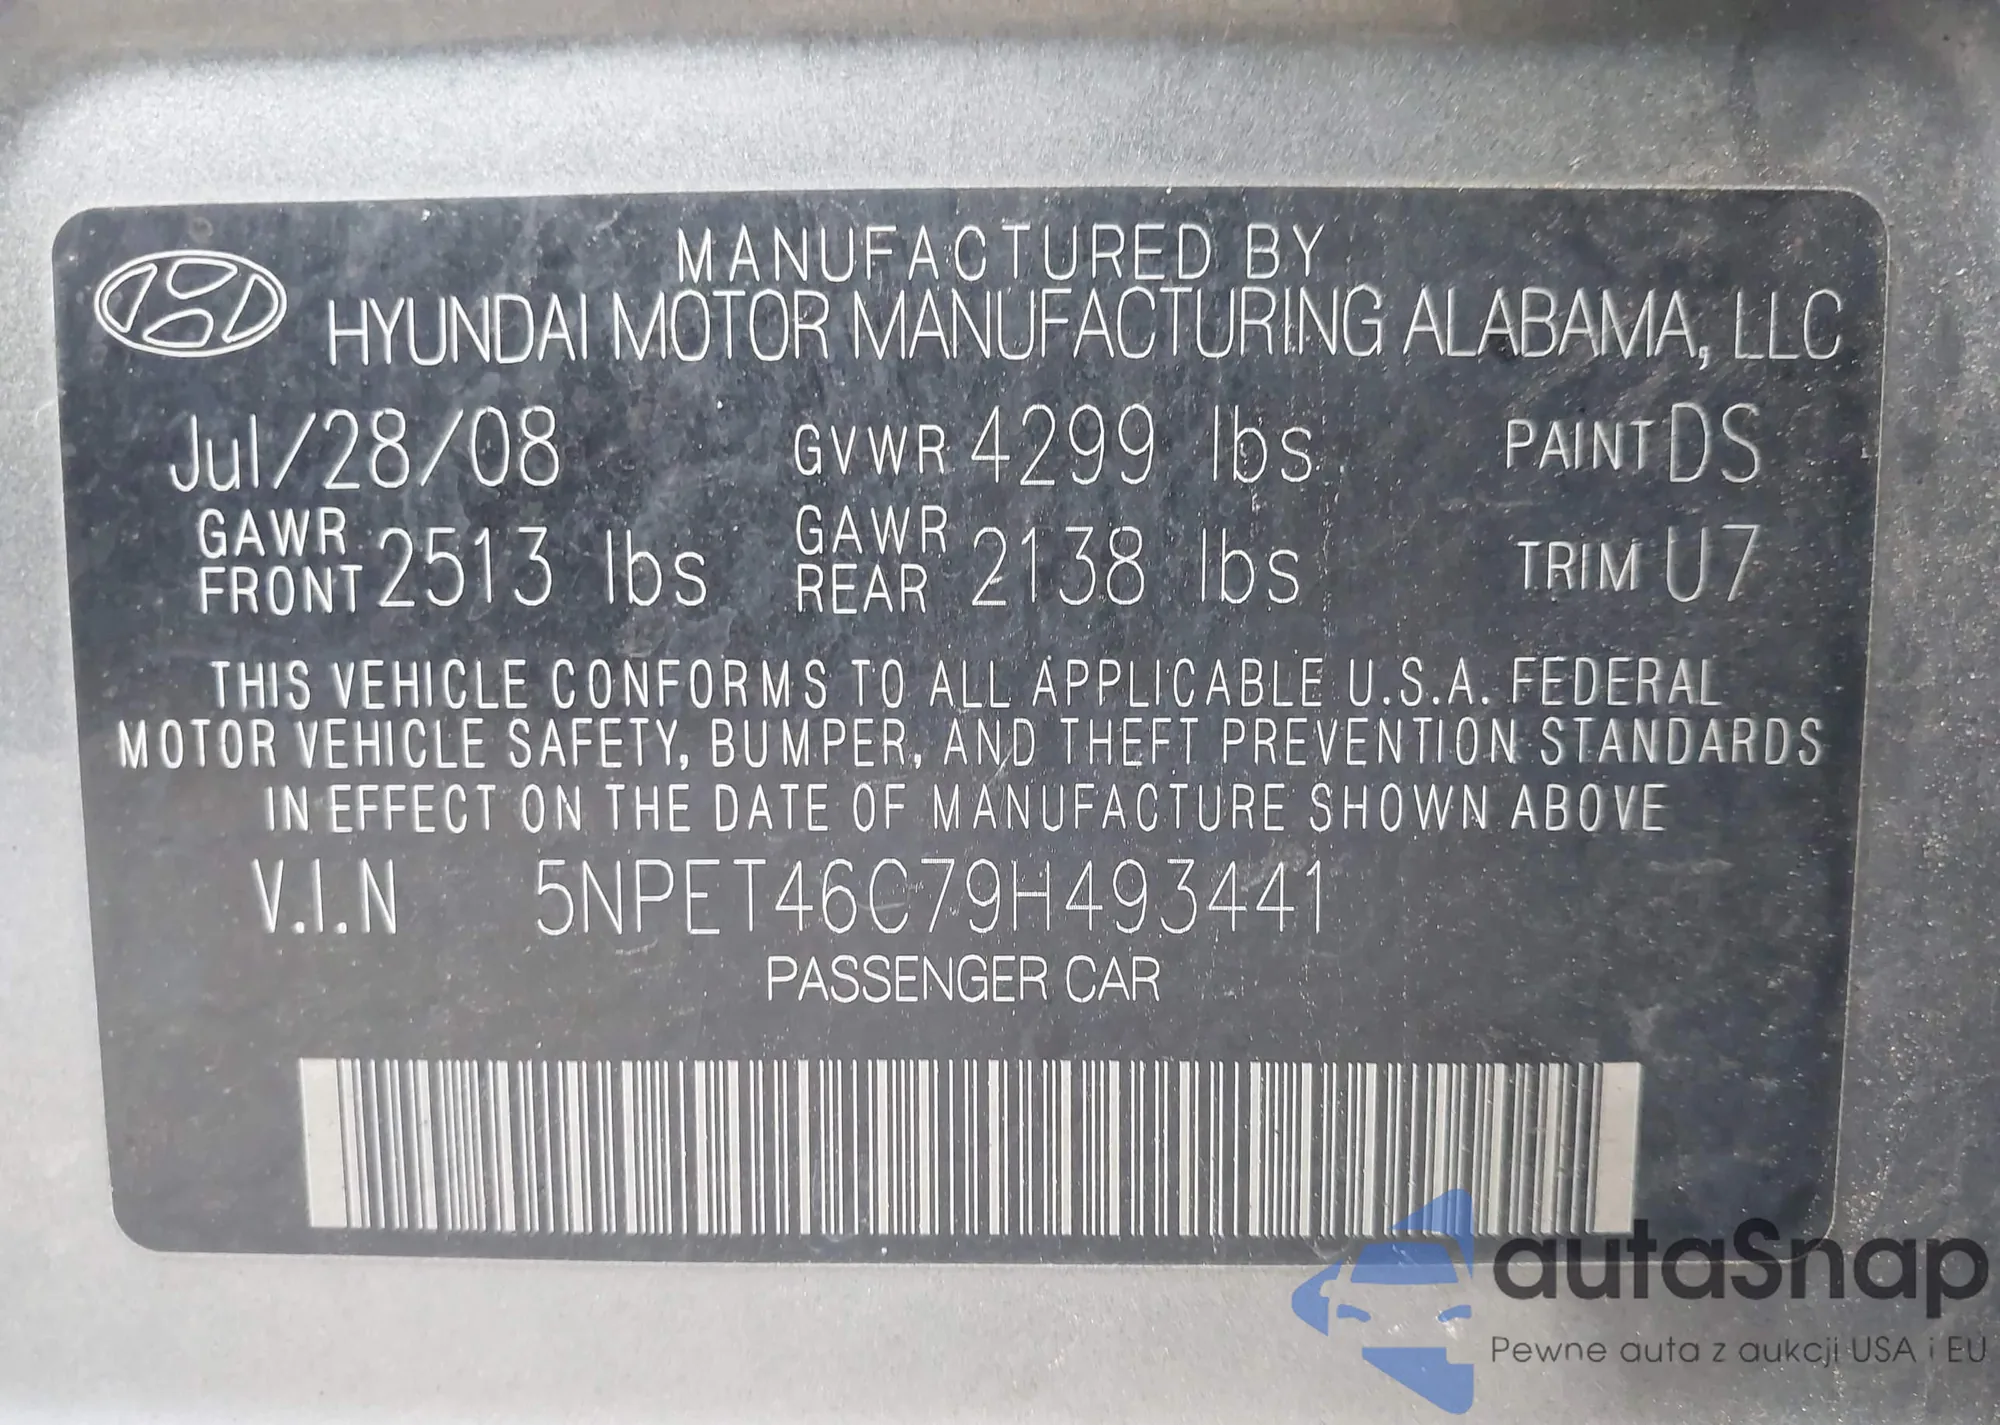 MANUFACTURED BY
HYUNDAI MOTOR MANUFACTURING ALABAMA, LLC
Jul/28/08 GVWR 4299 lbs PAINT DS
GAWR FRONT 2513 lbs GAWR REAR 2138 lbs TRIM U7
THIS VEHICLE CONFORMS TO ALL APPLICABLE U.S.A. FEDERAL
MOTOR VEHICLE SAFETY, BUMPER, AND THEFT PREVENTION STANDARDS
IN EFFECT ON THE DATE OF MANUFACTURE SHOWN ABOVE
V.I.N 5NPET46C79H493441
PASSENGER CAR
autaSnap
Pewne auta z aukcji USA i EU